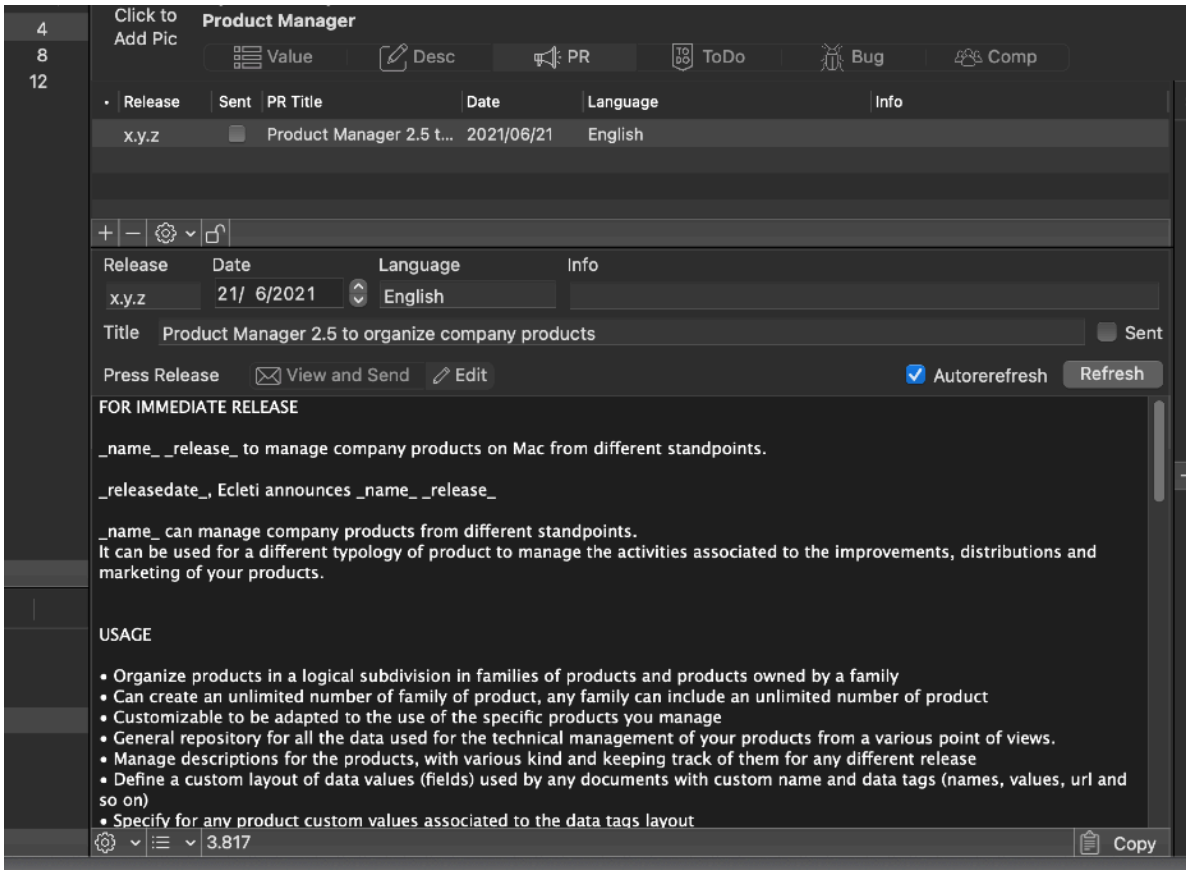 4
8
12
Click to
Add Pic
Product Manager
Value Desc PR TO DO ToDo Bug Comp
• Release Sent PR Title Date Language Info
x.y.z Product Manager 2.5 t... 2021/06/21 English
Release Date Language Info
x.y.z 21/ 6/2021 English
Title Product Manager 2.5 to organize company products Sent
Press Release View and Send Edit Autorerefresh Refresh
FOR IMMEDIATE RELEASE
_name_ _release_ to manage company products on Mac from different standpoints.
_releasedate_, Ecleti announces _name_ _release_
_name_ can manage company products from different standpoints.
It can be used for a different typology of product to manage the activities associated to the improvements, distributions and
marketing of your products.
USAGE
• Organize products in a logical subdivision in families of products and products owned by a family
• Can create an unlimited number of family of product, any family can include an unlimited number of product
• Customizable to be adapted to the use of the specific products you manage
• General repository for all the data used for the technical management of your products from a various point of views.
• Manage descriptions for the products, with various kind and keeping track of them for any different release
• Define a custom layout of data values (fields) used by any documents with custom name and data tags (names, values, url and
so on)
• Specify for any product custom values associated to the data tags layout
3.817 Copy